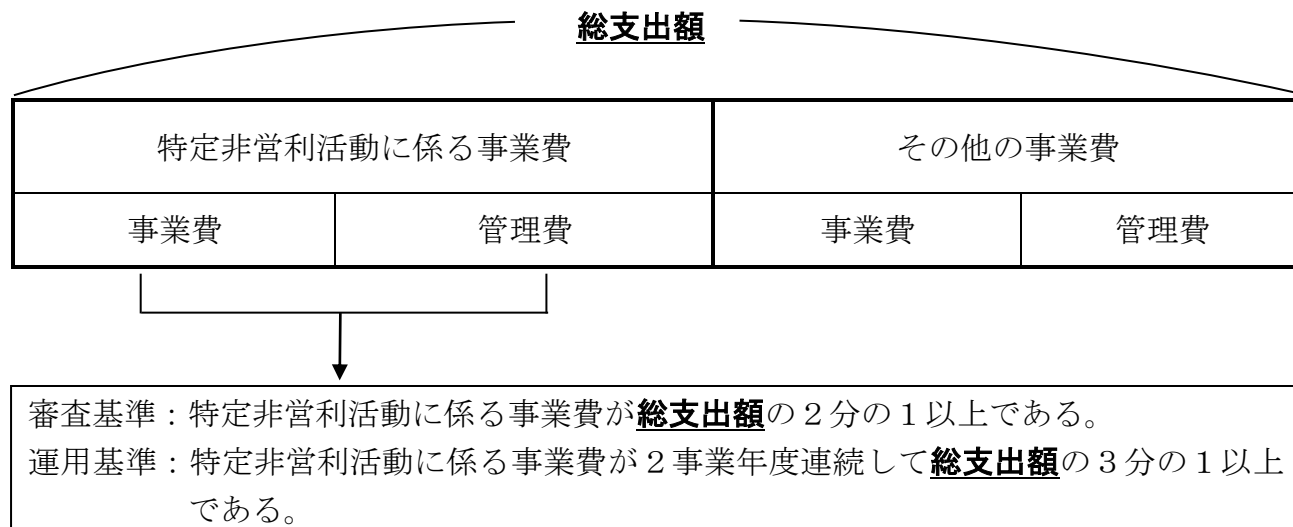 総支出額
特定非営利活動に係る事業費 その他の事業費
事業費 管理費 事業費 管理費
審査基準：特定非営利活動に係る事業費が総支出額の２分の１以上である。
運用基準：特定非営利活動に係る事業費が２事業年度連続して総支出額の３分の１以上
である。